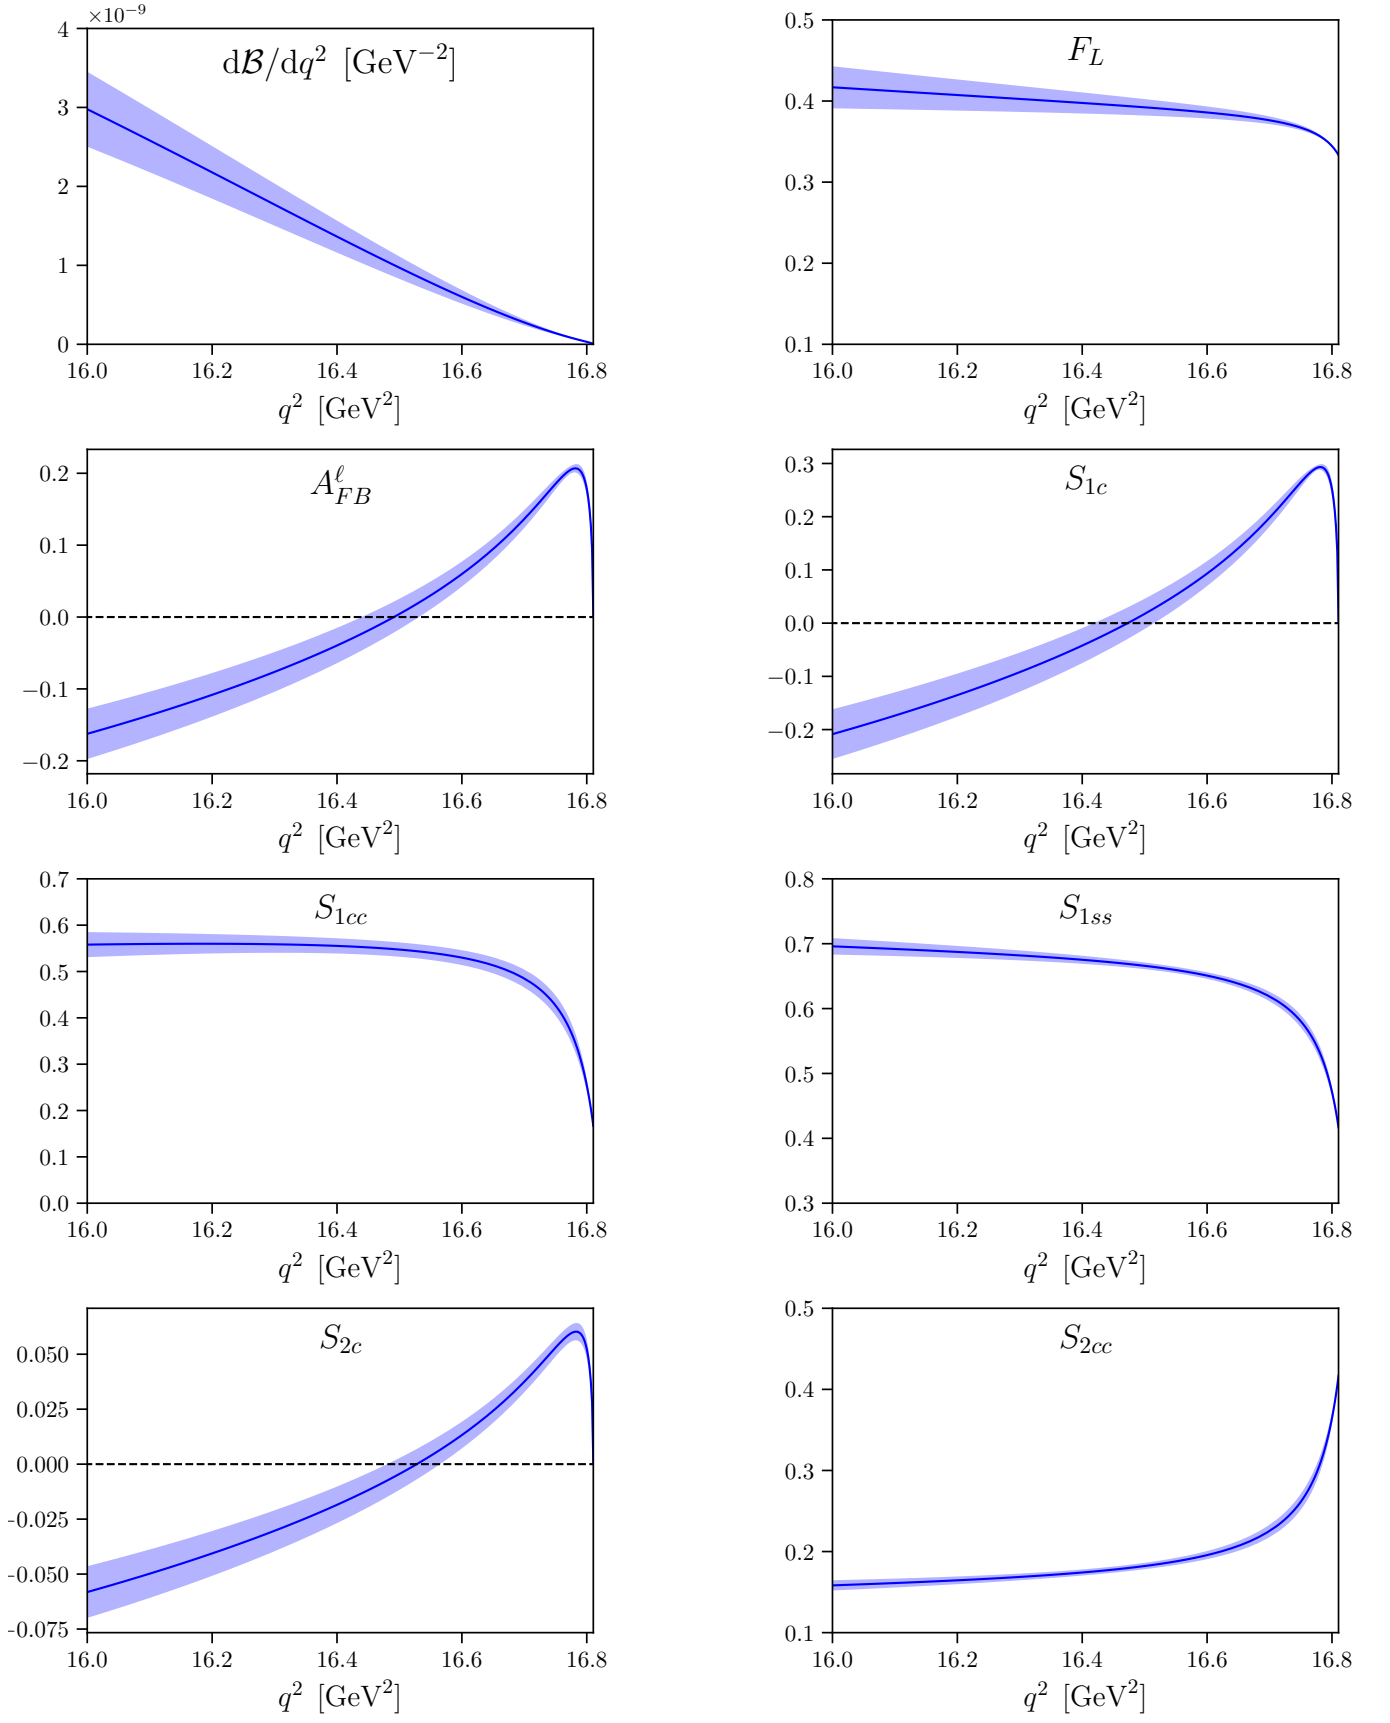 ×10⁻⁹
dℬ/dq² [GeV⁻²]
4
3
2
1
0
16.0 16.2 16.4 16.6 16.8
q² [GeV²]
F_L
0.5
0.4
0.3
0.2
0.1
16.0 16.2 16.4 16.6 16.8
q² [GeV²]
A^ℓ_FB
0.2
0.1
0.0
−0.1
−0.2
16.0 16.2 16.4 16.6 16.8
q² [GeV²]
S_1c
0.3
0.2
0.1
0.0
−0.1
−0.2
16.0 16.2 16.4 16.6 16.8
q² [GeV²]
S_1cc
0.7
0.6
0.5
0.4
0.3
0.2
0.1
0.0
16.0 16.2 16.4 16.6 16.8
q² [GeV²]
S_1ss
0.8
0.7
0.6
0.5
0.4
0.3
16.0 16.2 16.4 16.6 16.8
q² [GeV²]
S_2c
0.050
0.025
0.000
−0.025
−0.050
−0.075
16.0 16.2 16.4 16.6 16.8
q² [GeV²]
S_2cc
0.5
0.4
0.3
0.2
0.1
16.0 16.2 16.4 16.6 16.8
q² [GeV²]